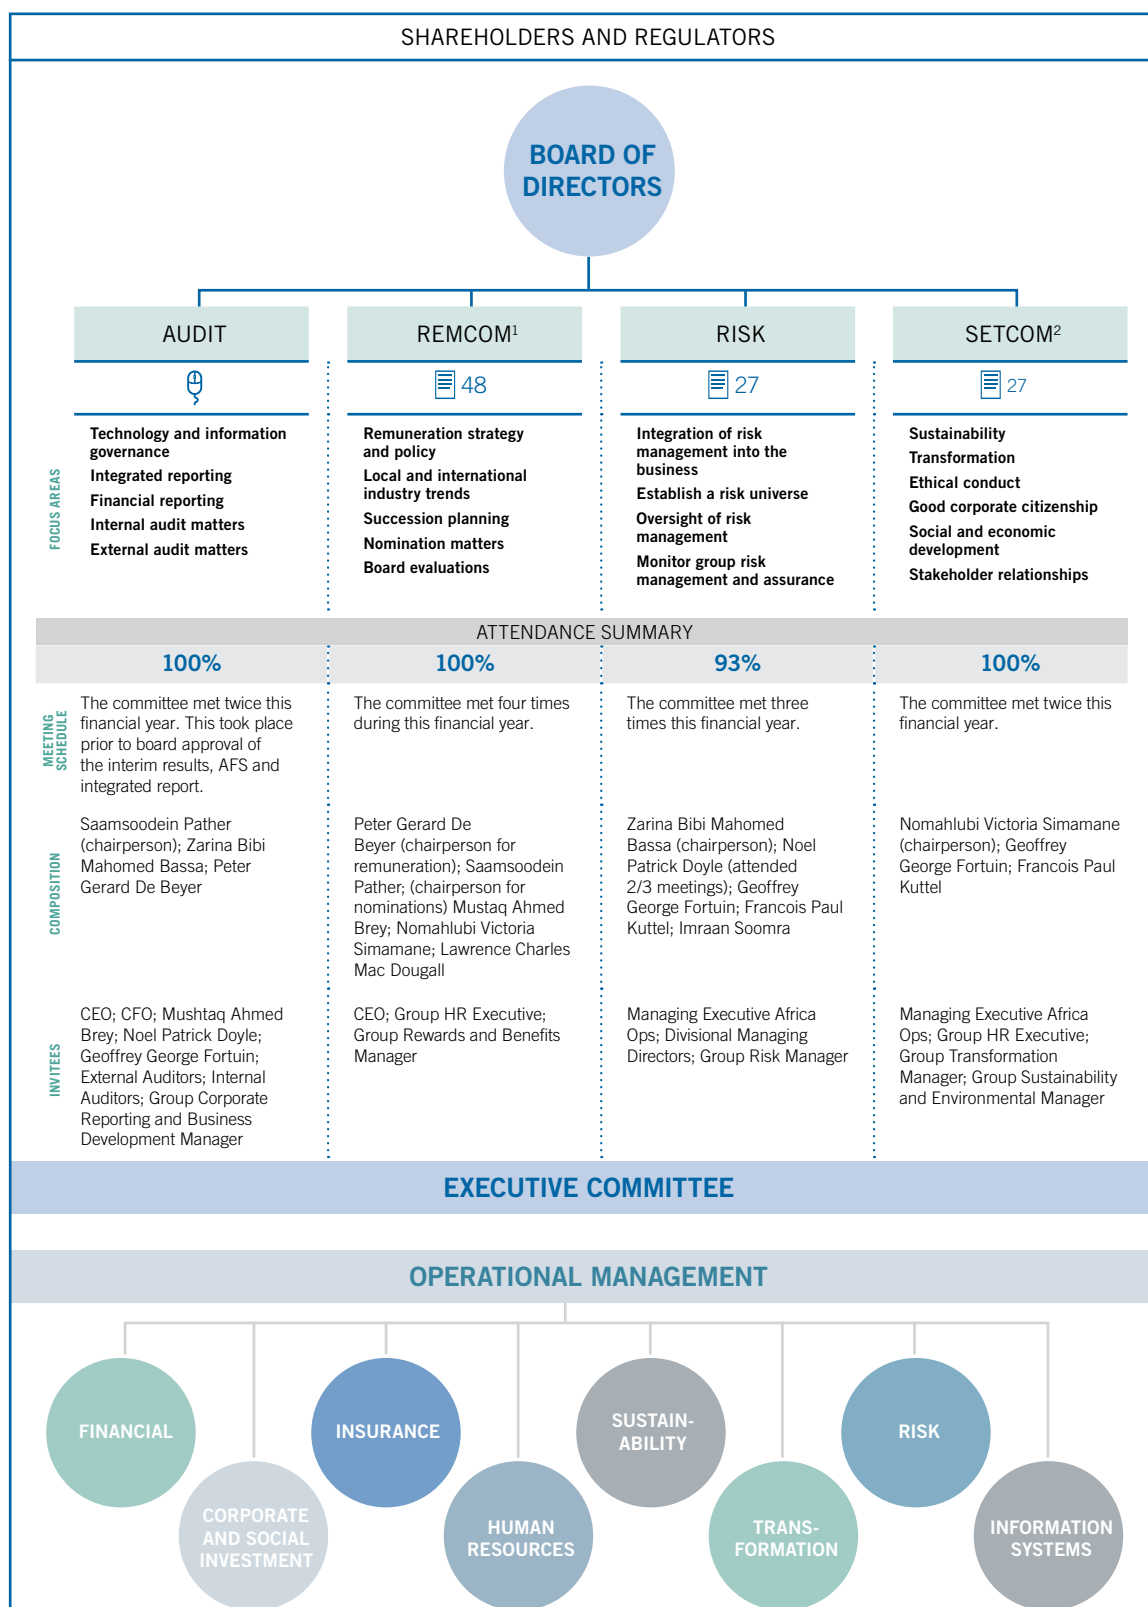 SHAREHOLDERS AND REGULATORS
BOARD OF
DIRECTORS
AUDIT
REMCOM1
RISK
SETCOM2
48
27
27
FOCUS AREAS
Technology and information
governance
Integrated reporting
Financial reporting
Internal audit matters
External audit matters
Remuneration strategy
and policy
Local and international
industry trends
Succession planning
Nomination matters
Board evaluations
Integration of risk
management into the
business
Establish a risk universe
Oversight of risk
management
Monitor group risk
management and assurance
Sustainability
Transformation
Ethical conduct
Good corporate citizenship
Social and economic
development
Stakeholder relationships
ATTENDANCE SUMMARY
100%
100%
93%
100%
MEETING
SCHEDULE
The committee met twice this
financial year. This took place
prior to board approval of
the interim results, AFS and
integrated report.
The committee met four times
during this financial year.
The committee met three
times this financial year.
The committee met twice this
financial year.
COMPOSITION
Saamsoodein Pather
(chairperson); Zarina Bibi
Mahomed Bassa; Peter
Gerard De Beyer
Peter Gerard De
Beyer (chairperson for
remuneration); Saamsoodein
Pather; (chairperson for
nominations) Mustaq Ahmed
Brey; Nomahlubi Victoria
Simamane; Lawrence Charles
Mac Dougall
Zarina Bibi Mahomed
Bassa (chairperson); Noel
Patrick Doyle (attended
2/3 meetings); Geoffrey
George Fortuin; Francois Paul
Kuttel; Imraan Soomra
Nomahlubi Victoria Simamane
(chairperson); Geoffrey
George Fortuin; Francois Paul
Kuttel
INVITEES
CEO; CFO; Mushtaq Ahmed
Brey; Noel Patrick Doyle;
Geoffrey George Fortuin;
External Auditors; Internal
Auditors; Group Corporate
Reporting and Business
Development Manager
CEO; Group HR Executive;
Group Rewards and Benefits
Manager
Managing Executive Africa
Ops; Divisional Managing
Directors; Group Risk Manager
Managing Executive Africa
Ops; Group HR Executive;
Group Transformation
Manager; Group Sustainability
and Environmental Manager
EXECUTIVE COMMITTEE
OPERATIONAL MANAGEMENT
FINANCIAL
CORPORATE
AND SOCIAL
INVESTMENT
INSURANCE
HUMAN
RESOURCES
SUSTAIN-
ABILITY
TRANS-
FORMATION
RISK
INFORMATION
SYSTEMS